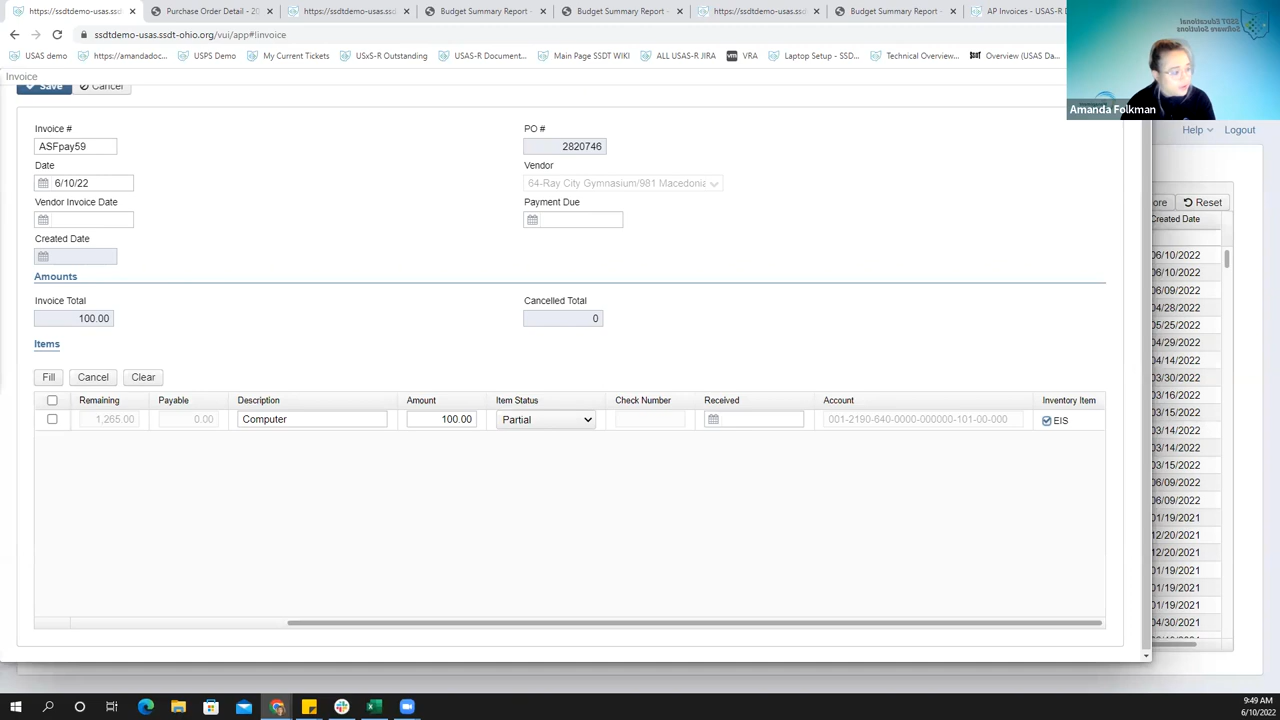 https://ssdtdemo-usas.ss
Purchase Order Detail - 20
https://ssdtdemo-usas.ss
Budget Summary Report -
Budget Summary Report -
https://ssdtdemo-usas.ss
Budget Summary Report -
AP Invoices - USAS-R
ssdtdemo-usas.ssdt-ohio.org/vui/app#!invoice
USAS demo
https://amandadoc...
USPS Demo
My Current Tickets
USxS-R Outstanding
USAS-R Document...
Main Page SSDT WIKI
ALL USAS-R JIRA
VRA
Laptop Setup - SSD...
Technical Overview...
Overview (USAS Da...
SSDT Educational
Software Solutions
Amanda Folkman
Invoice
Save
Cancel
Help
Logout
Invoice #
PO #
ASFpay59
2820746
Date
Vendor
6/10/22
64-Ray City Gymnasium/981 Macedonia
Vendor Invoice Date
Payment Due
Created Date
Amounts
Invoice Total
Cancelled Total
100.00
0
Items
Fill
Cancel
Clear
Remaining
Payable
Description
Amount
Item Status
Check Number
Received
Account
Inventory Item
1,265.00
0.00
Computer
100.00
Partial
001-2190-640-0000-000000-101-00-000
EIS
ore
Reset
Created Date
06/10/2022
06/10/2022
06/09/2022
04/28/2022
05/25/2022
04/29/2022
04/14/2022
03/30/2022
03/16/2022
03/15/2022
03/14/2022
03/14/2022
03/15/2022
06/09/2022
06/09/2022
01/19/2021
12/20/2022
12/20/2022
01/19/2021
01/19/2021
01/19/2021
04/30/2021
9:49 AM
6/10/2022